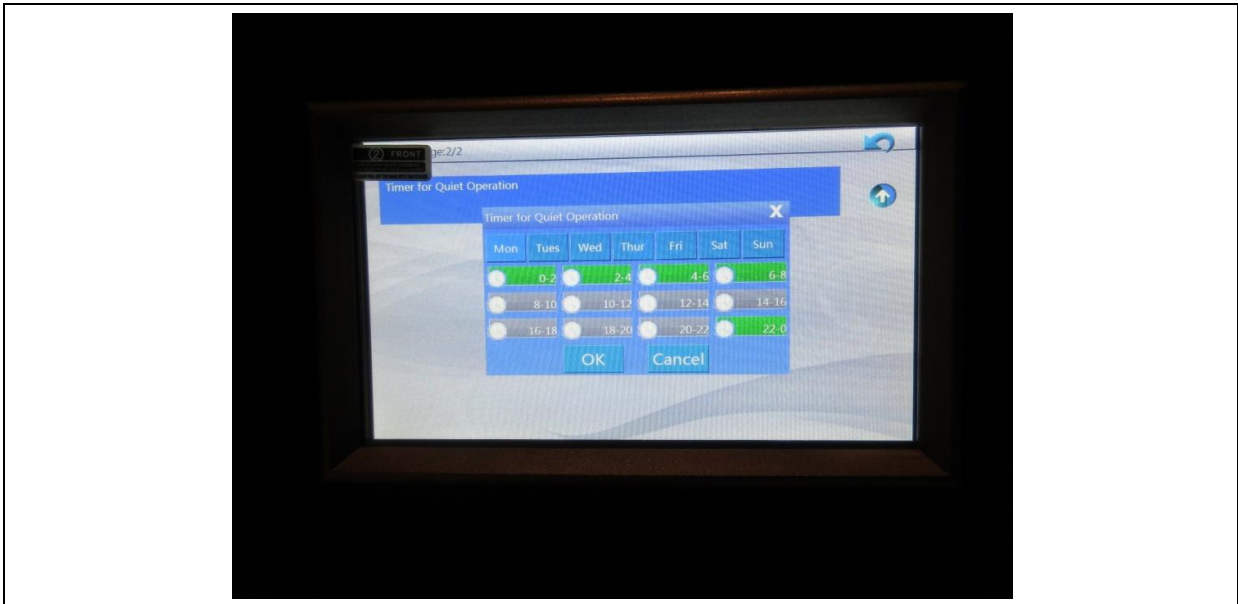 ② FRONT
ge:2/2
Timer for Quiet Operation
Timer for Quiet Operation X
Mon Tues Wed Thur Fri Sat Sun
0-2 2-4 4-6 6-8
8-10 10-12 12-14 14-16
16-18 18-20 20-22 22-0
OK Cancel